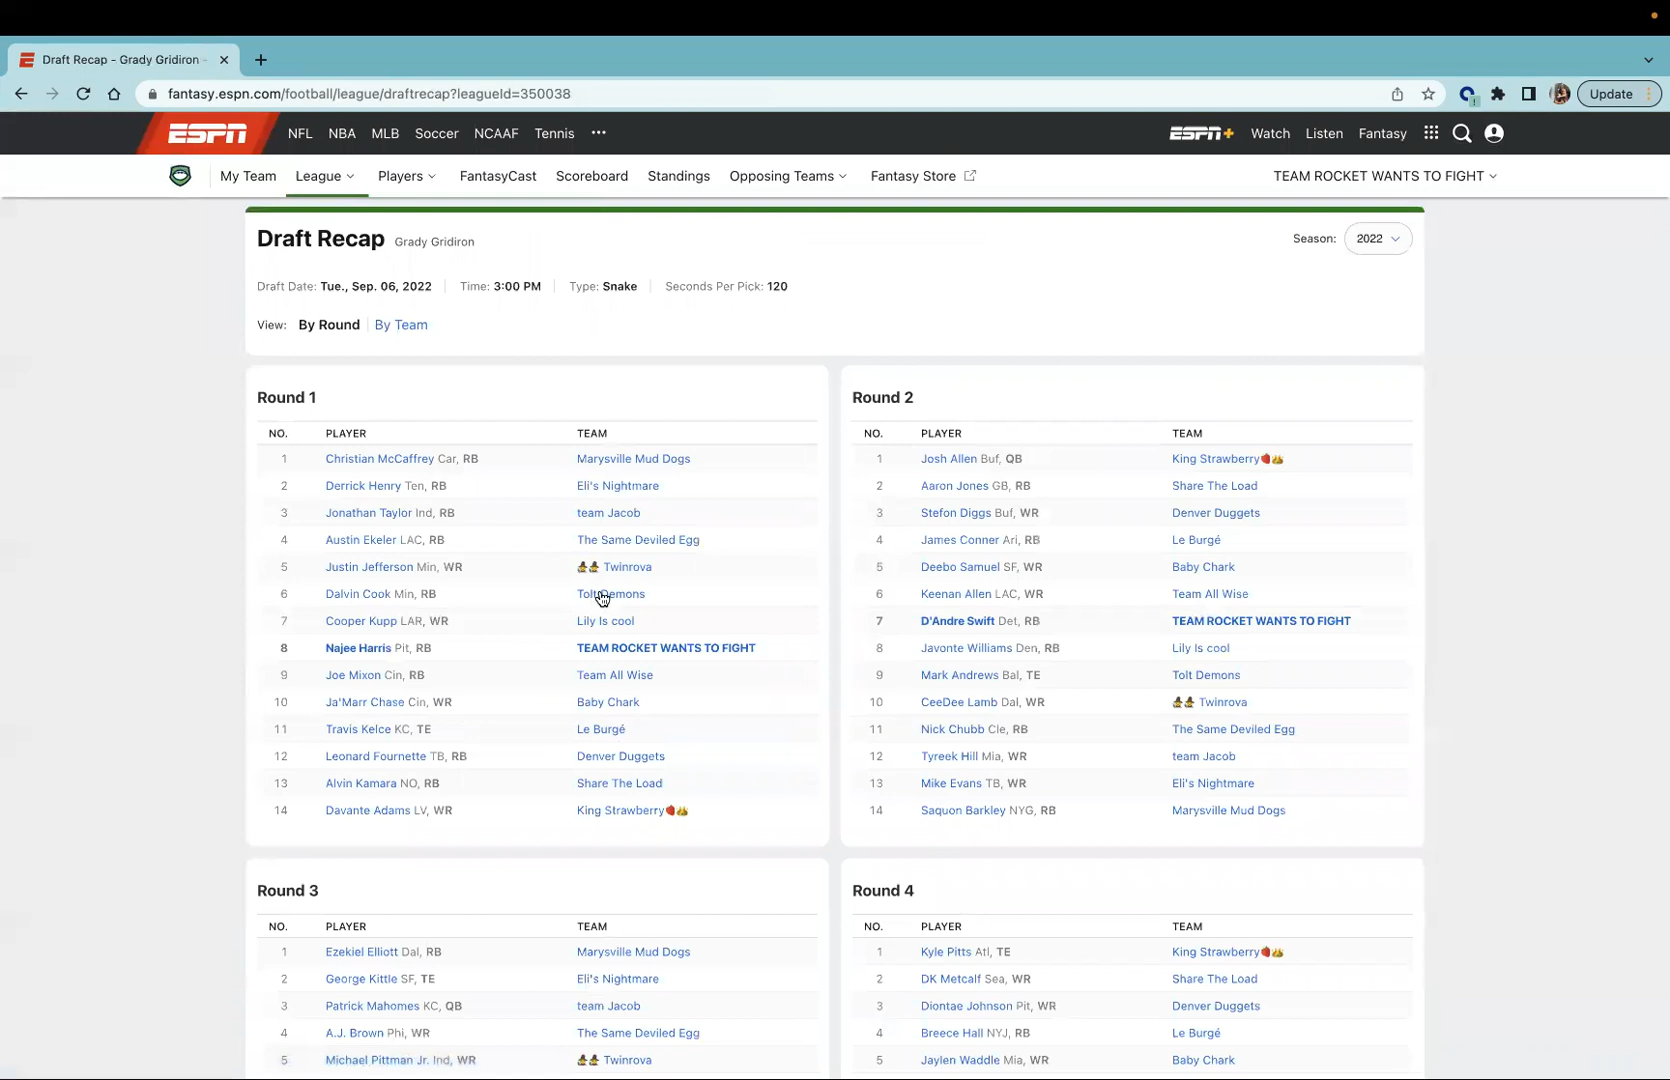 Draft Recap - Grady Gridiron -
fantasy.espn.com/football/league/draftrecap?leagueId=350038
Update
ESPN NFL NBA MLB Soccer NCAAF Tennis ••• ESPN+ Watch Listen Fantasy
My Team League Players FantasyCast Scoreboard Standings Opposing Teams Fantasy Store TEAM ROCKET WANTS TO FIGHT
Draft Recap Grady Gridiron Season: 2022
Draft Date: Tue., Sep. 06, 2022 Time: 3:00 PM Type: Snake Seconds Per Pick: 120
View: By Round By Team
Round 1
NO. PLAYER TEAM
1 Christian McCaffrey Car, RB Marysville Mud Dogs
2 Derrick Henry Ten, RB Eli's Nightmare
3 Jonathan Taylor Ind, RB team Jacob
4 Austin Ekeler LAC, RB The Same Deviled Egg
5 Justin Jefferson Min, WR Twinrova
6 Dalvin Cook Min, RB Tolt Demons
7 Cooper Kupp LAR, WR Lily Is cool
8 Najee Harris Pit, RB TEAM ROCKET WANTS TO FIGHT
9 Joe Mixon Cin, RB Team All Wise
10 Ja'Marr Chase Cin, WR Baby Chark
11 Travis Kelce KC, TE Le Burgé
12 Leonard Fournette TB, RB Denver Duggets
13 Alvin Kamara NO, RB Share The Load
14 Davante Adams LV, WR King Strawberry
Round 2
NO. PLAYER TEAM
1 Josh Allen Buf, QB King Strawberry
2 Aaron Jones GB, RB Share The Load
3 Stefon Diggs Buf, WR Denver Duggets
4 James Conner Ari, RB Le Burgé
5 Deebo Samuel SF, WR Baby Chark
6 Keenan Allen LAC, WR Team All Wise
7 D'Andre Swift Det, RB TEAM ROCKET WANTS TO FIGHT
8 Javonte Williams Den, RB Lily Is cool
9 Mark Andrews Bal, TE Tolt Demons
10 CeeDee Lamb Dal, WR Twinrova
11 Nick Chubb Cle, RB The Same Deviled Egg
12 Tyreek Hill Mia, WR team Jacob
13 Mike Evans TB, WR Eli's Nightmare
14 Saquon Barkley NYG, RB Marysville Mud Dogs
Round 3
NO. PLAYER TEAM
1 Ezekiel Elliott Dal, RB Marysville Mud Dogs
2 George Kittle SF, TE Eli's Nightmare
3 Patrick Mahomes KC, QB team Jacob
4 A.J. Brown Phi, WR The Same Deviled Egg
5 Michael Pittman Jr. Ind, WR Twinrova
Round 4
NO. PLAYER TEAM
1 Kyle Pitts Atl, TE King Strawberry
2 DK Metcalf Sea, WR Share The Load
3 Diontae Johnson Pit, WR Denver Duggets
4 Breece Hall NYJ, RB Le Burgé
5 Jaylen Waddle Mia, WR Baby Chark